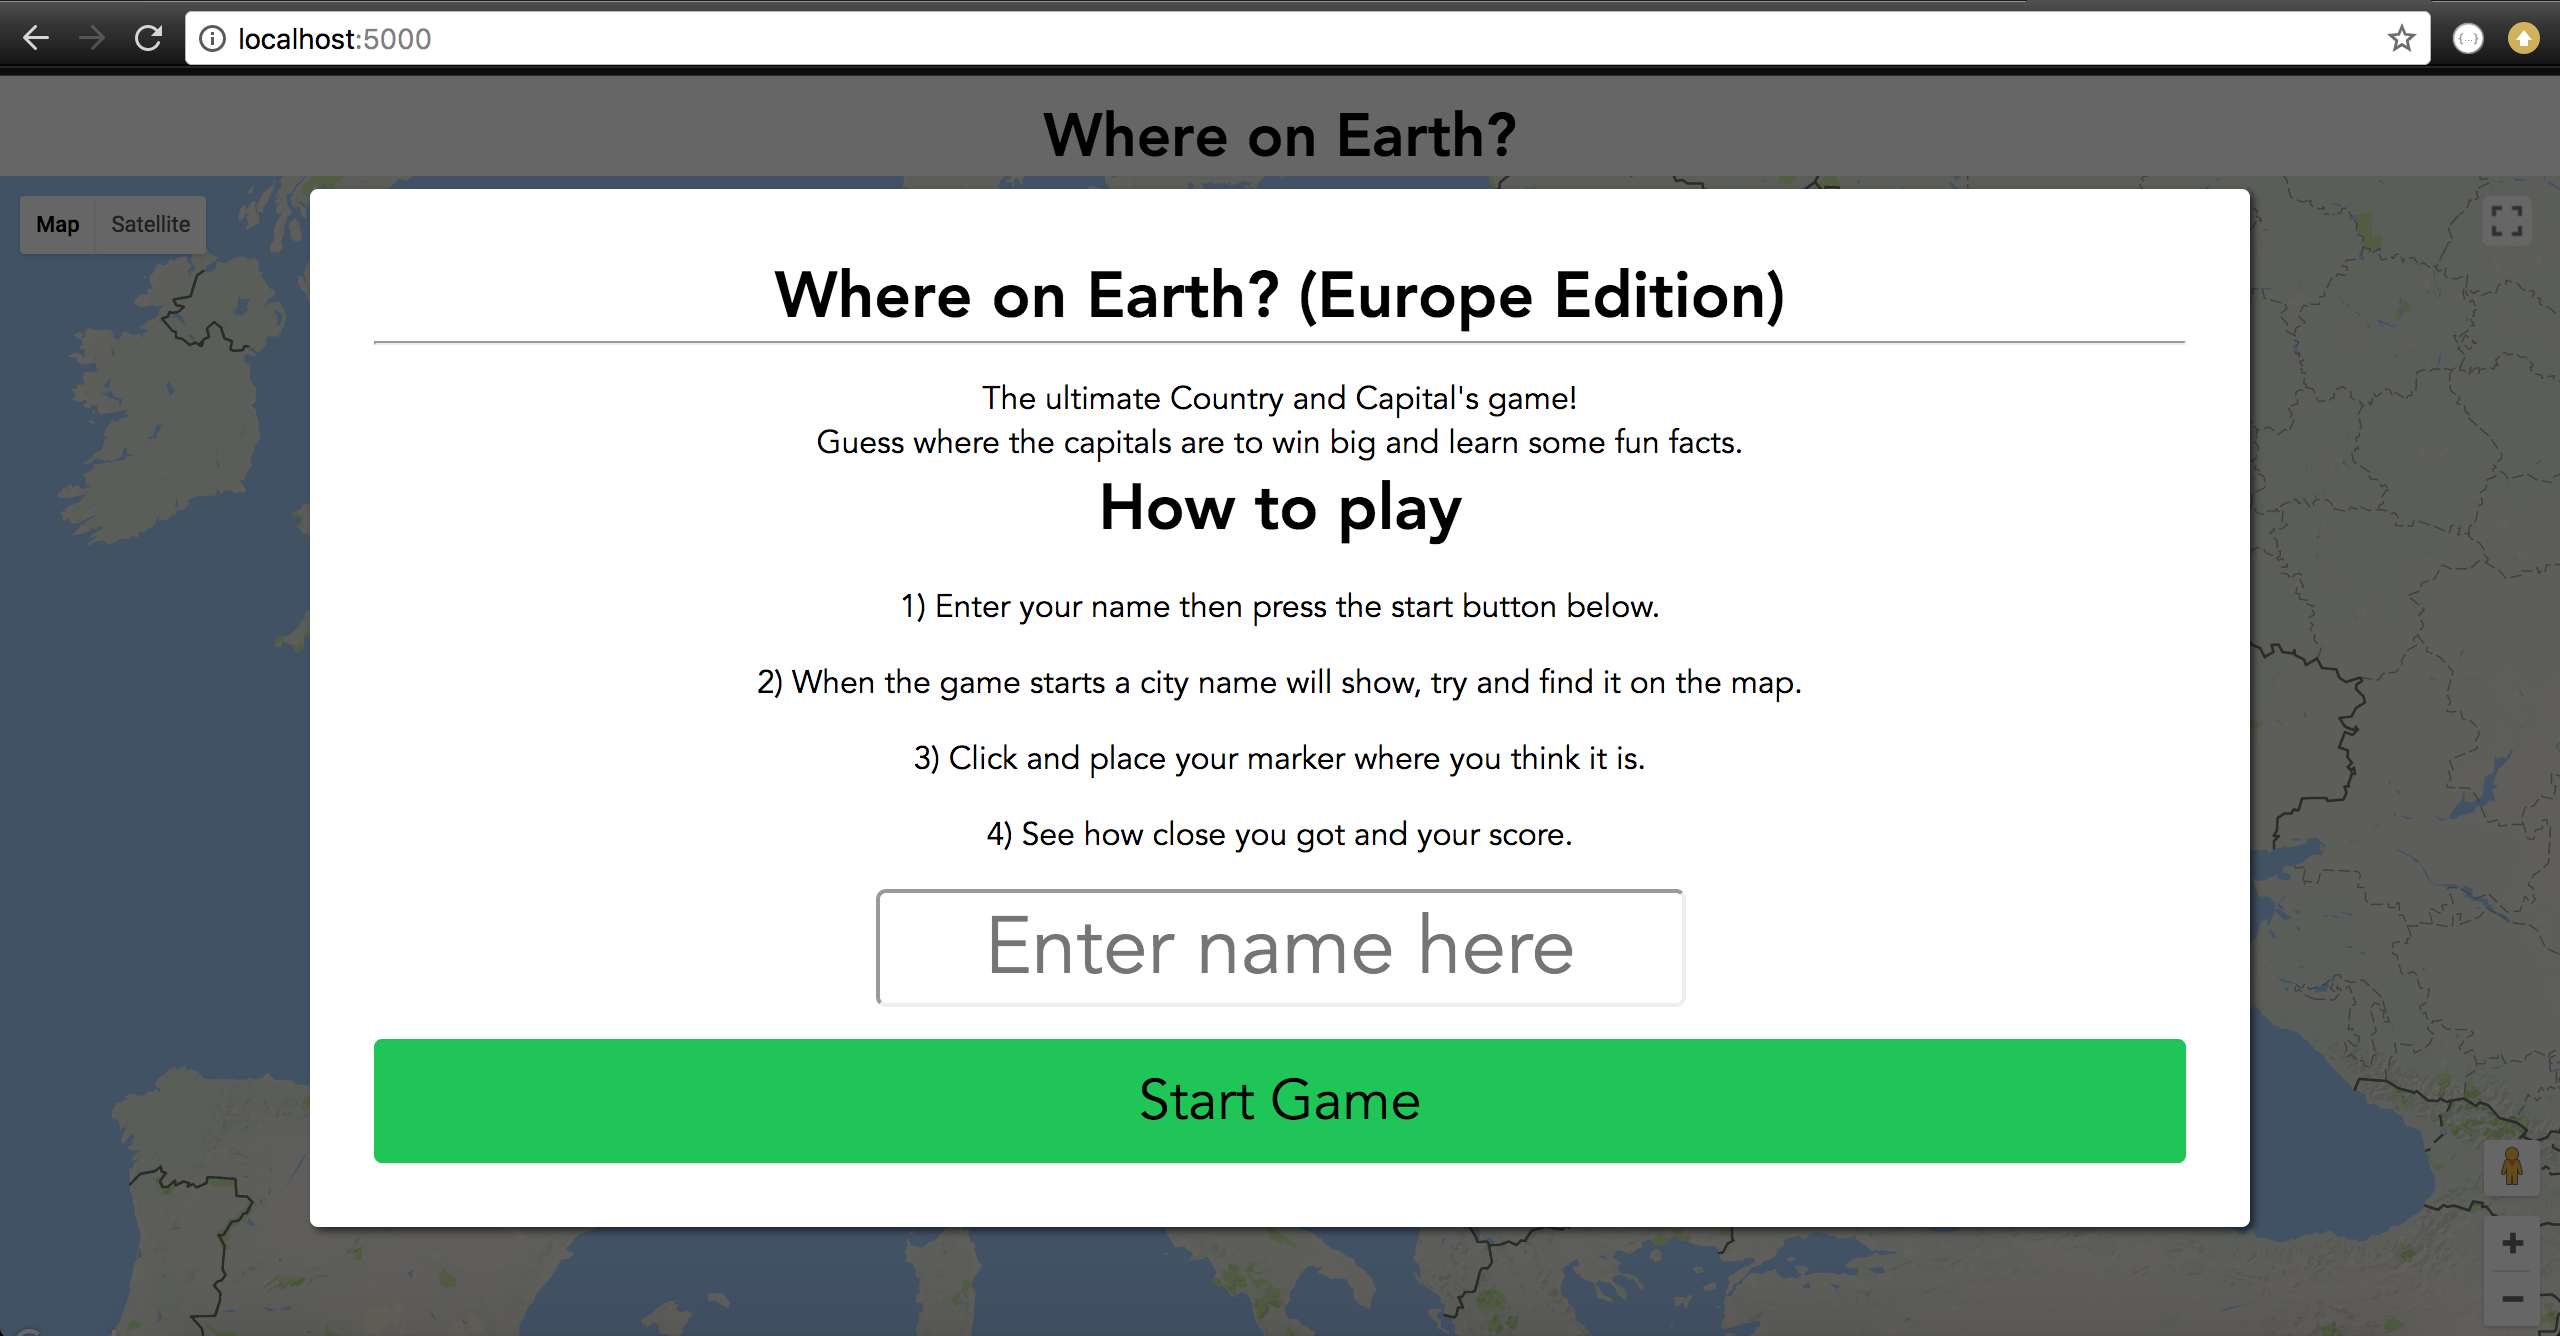 localhost:5000
Where on Earth?
Map Satellite
Where on Earth? (Europe Edition)
The ultimate Country and Capital's game!
Guess where the capitals are to win big and learn some fun facts.
How to play
1) Enter your name then press the start button below.
2) When the game starts a city name will show, try and find it on the map.
3) Click and place your marker where you think it is.
4) See how close you got and your score.
Enter name here
Start Game